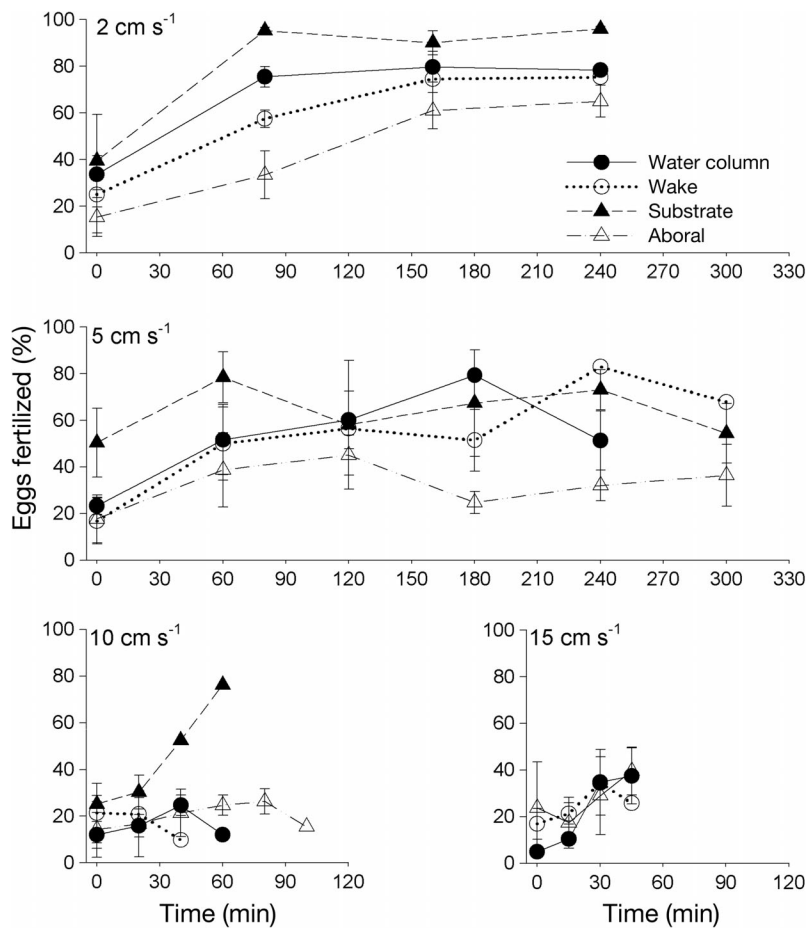 2 cm s-1
100
80
60
40
20
0
Water column
Wake
Substrate
Aboral
0 30 60 90 120 150 180 210 240 270 300 330
5 cm s-1
100
80
60
40
20
0
0 30 60 90 120 150 180 210 240 270 300 330
Eggs fertilized (%)
10 cm s-1
100
80
60
40
20
0
0 30 60 90 120
Time (min)
15 cm s-1
100
80
60
40
20
0
0 30 60 90 120
Time (min)